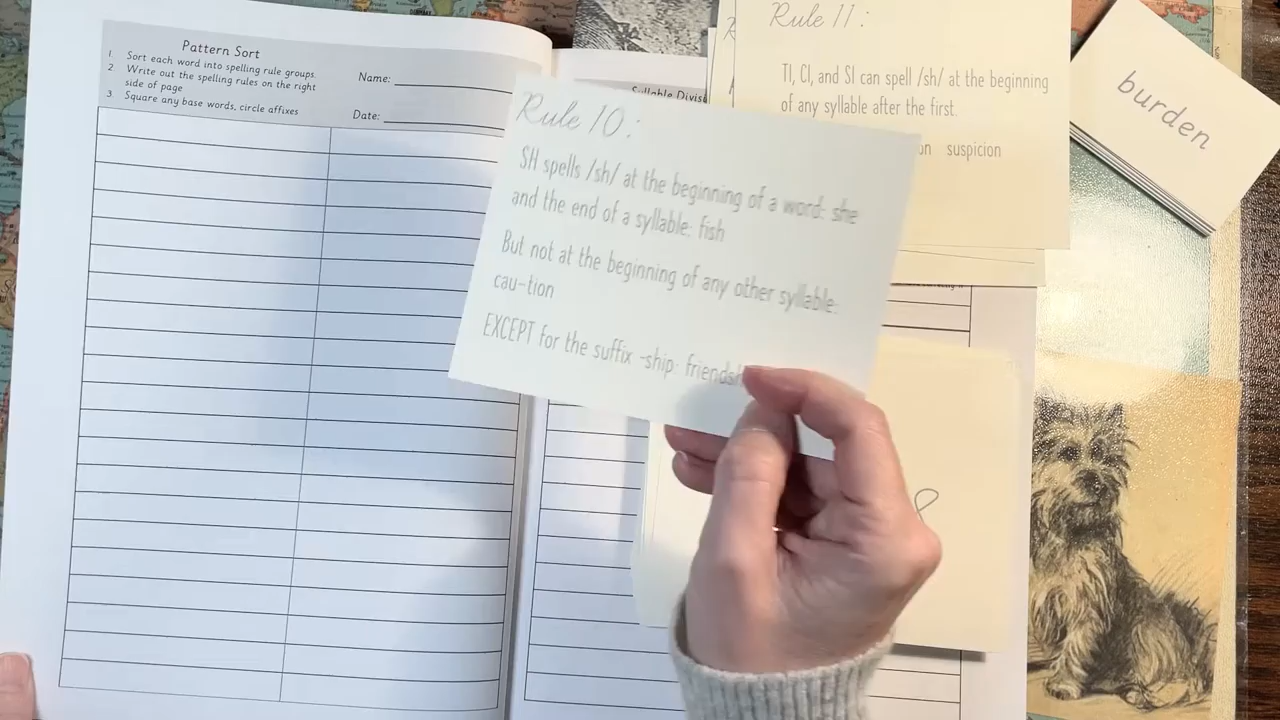 Pattern Sort
1. Sort each word into spelling rule groups.
2. Write out the spelling rules on the right side of page
3. Square any base words, circle affixes
Name:
Date:
Rule 10:
SH spells /sh/ at the beginning of a word: she
and the end of a syllable: fish
But not at the beginning of any other syllable:
cau-tion
EXCEPT for the suffix -ship:
Rule 11:
TI, CI, and SI can spell /sh/ at the beginning
of any syllable after the first.
suspicion
burden
GERMANY